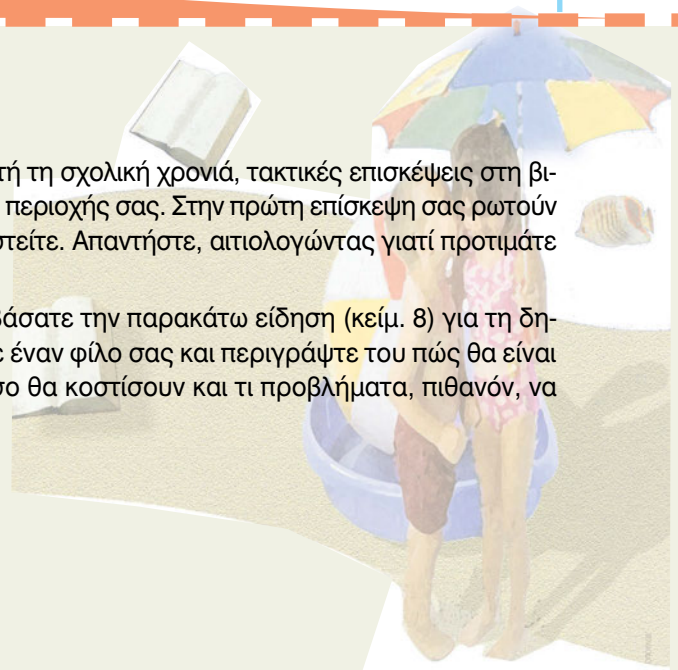 τή τη σχολική χρονιά, τακτικές επισκέψεις στη βι-
περιοχής σας. Στην πρώτη επίσκεψη σας ρωτούν
στείτε. Απαντήστε, αιτιολογώντας γιατί προτιμάτε
βάσατε την παρακάτω είδηση (κείμ. 8) για τη δη-
ε έναν φίλο σας και περιγράψτε του πώς θα είναι
σο θα κοστίσουν και τι προβλήματα, πιθανόν, να